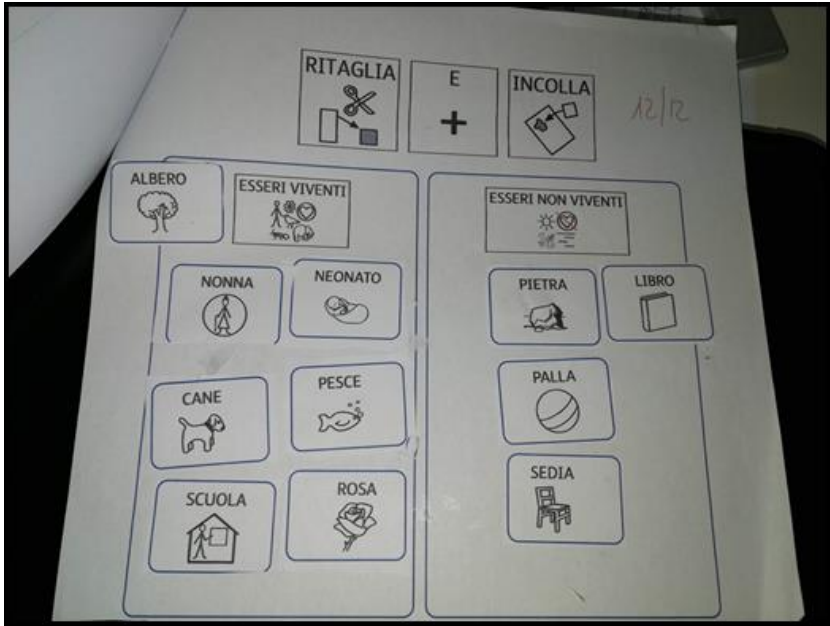 RITAGLIA E INCOLLA
12/12
ALBERO
ESSERI VIVENTI
ESSERI NON VIVENTI
NONNA
NEONATO
PIETRA
LIBRO
CANE
PESCE
PALLA
SCUOLA
ROSA
SEDIA